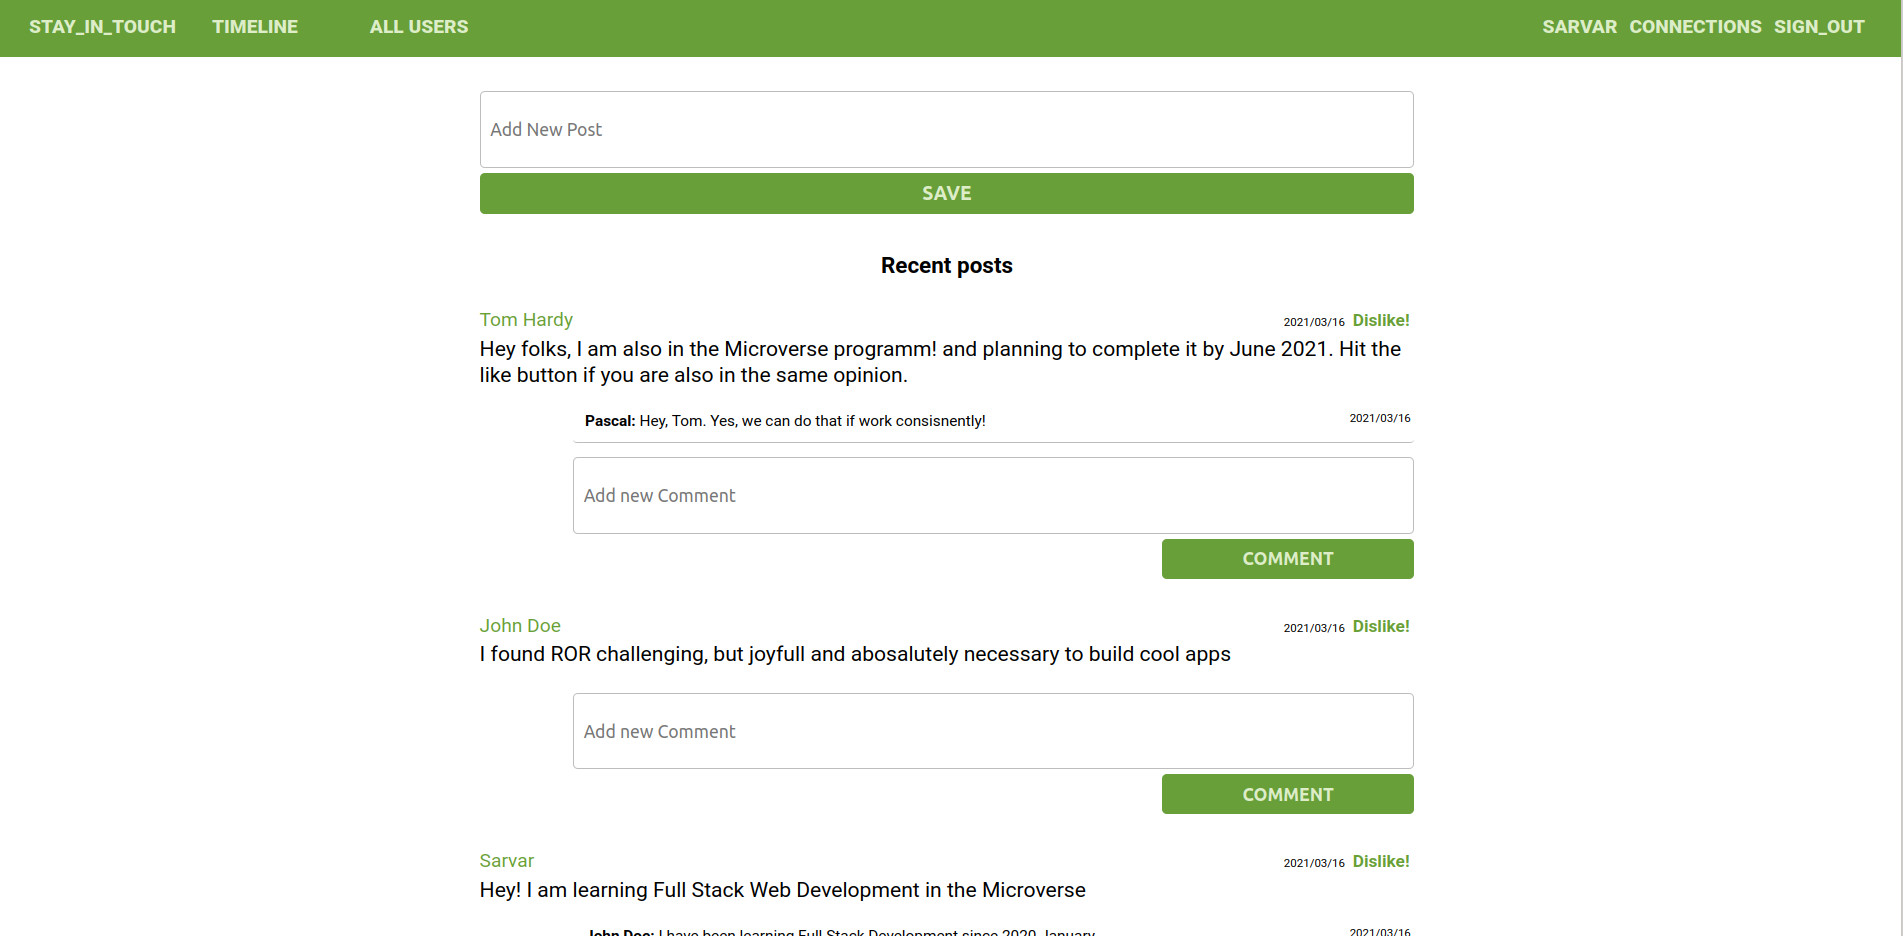 STAY_IN_TOUCH TIMELINE ALL USERS SARVAR CONNECTIONS SIGN_OUT
Add New Post
SAVE
Recent posts
Tom Hardy 2021/03/16 Dislike!
Hey folks, I am also in the Microverse programm! and planning to complete it by June 2021. Hit the
like button if you are also in the same opinion.
Pascal: Hey, Tom. Yes, we can do that if work consisnently! 2021/03/16
Add new Comment
COMMENT
John Doe 2021/03/16 Dislike!
I found ROR challenging, but joyfull and abosalutely necessary to build cool apps
Add new Comment
COMMENT
Sarvar 2021/03/16 Dislike!
Hey! I am learning Full Stack Web Development in the Microverse
John Doe: I have been learning Full Stack Development since 2020 January 2021/03/16